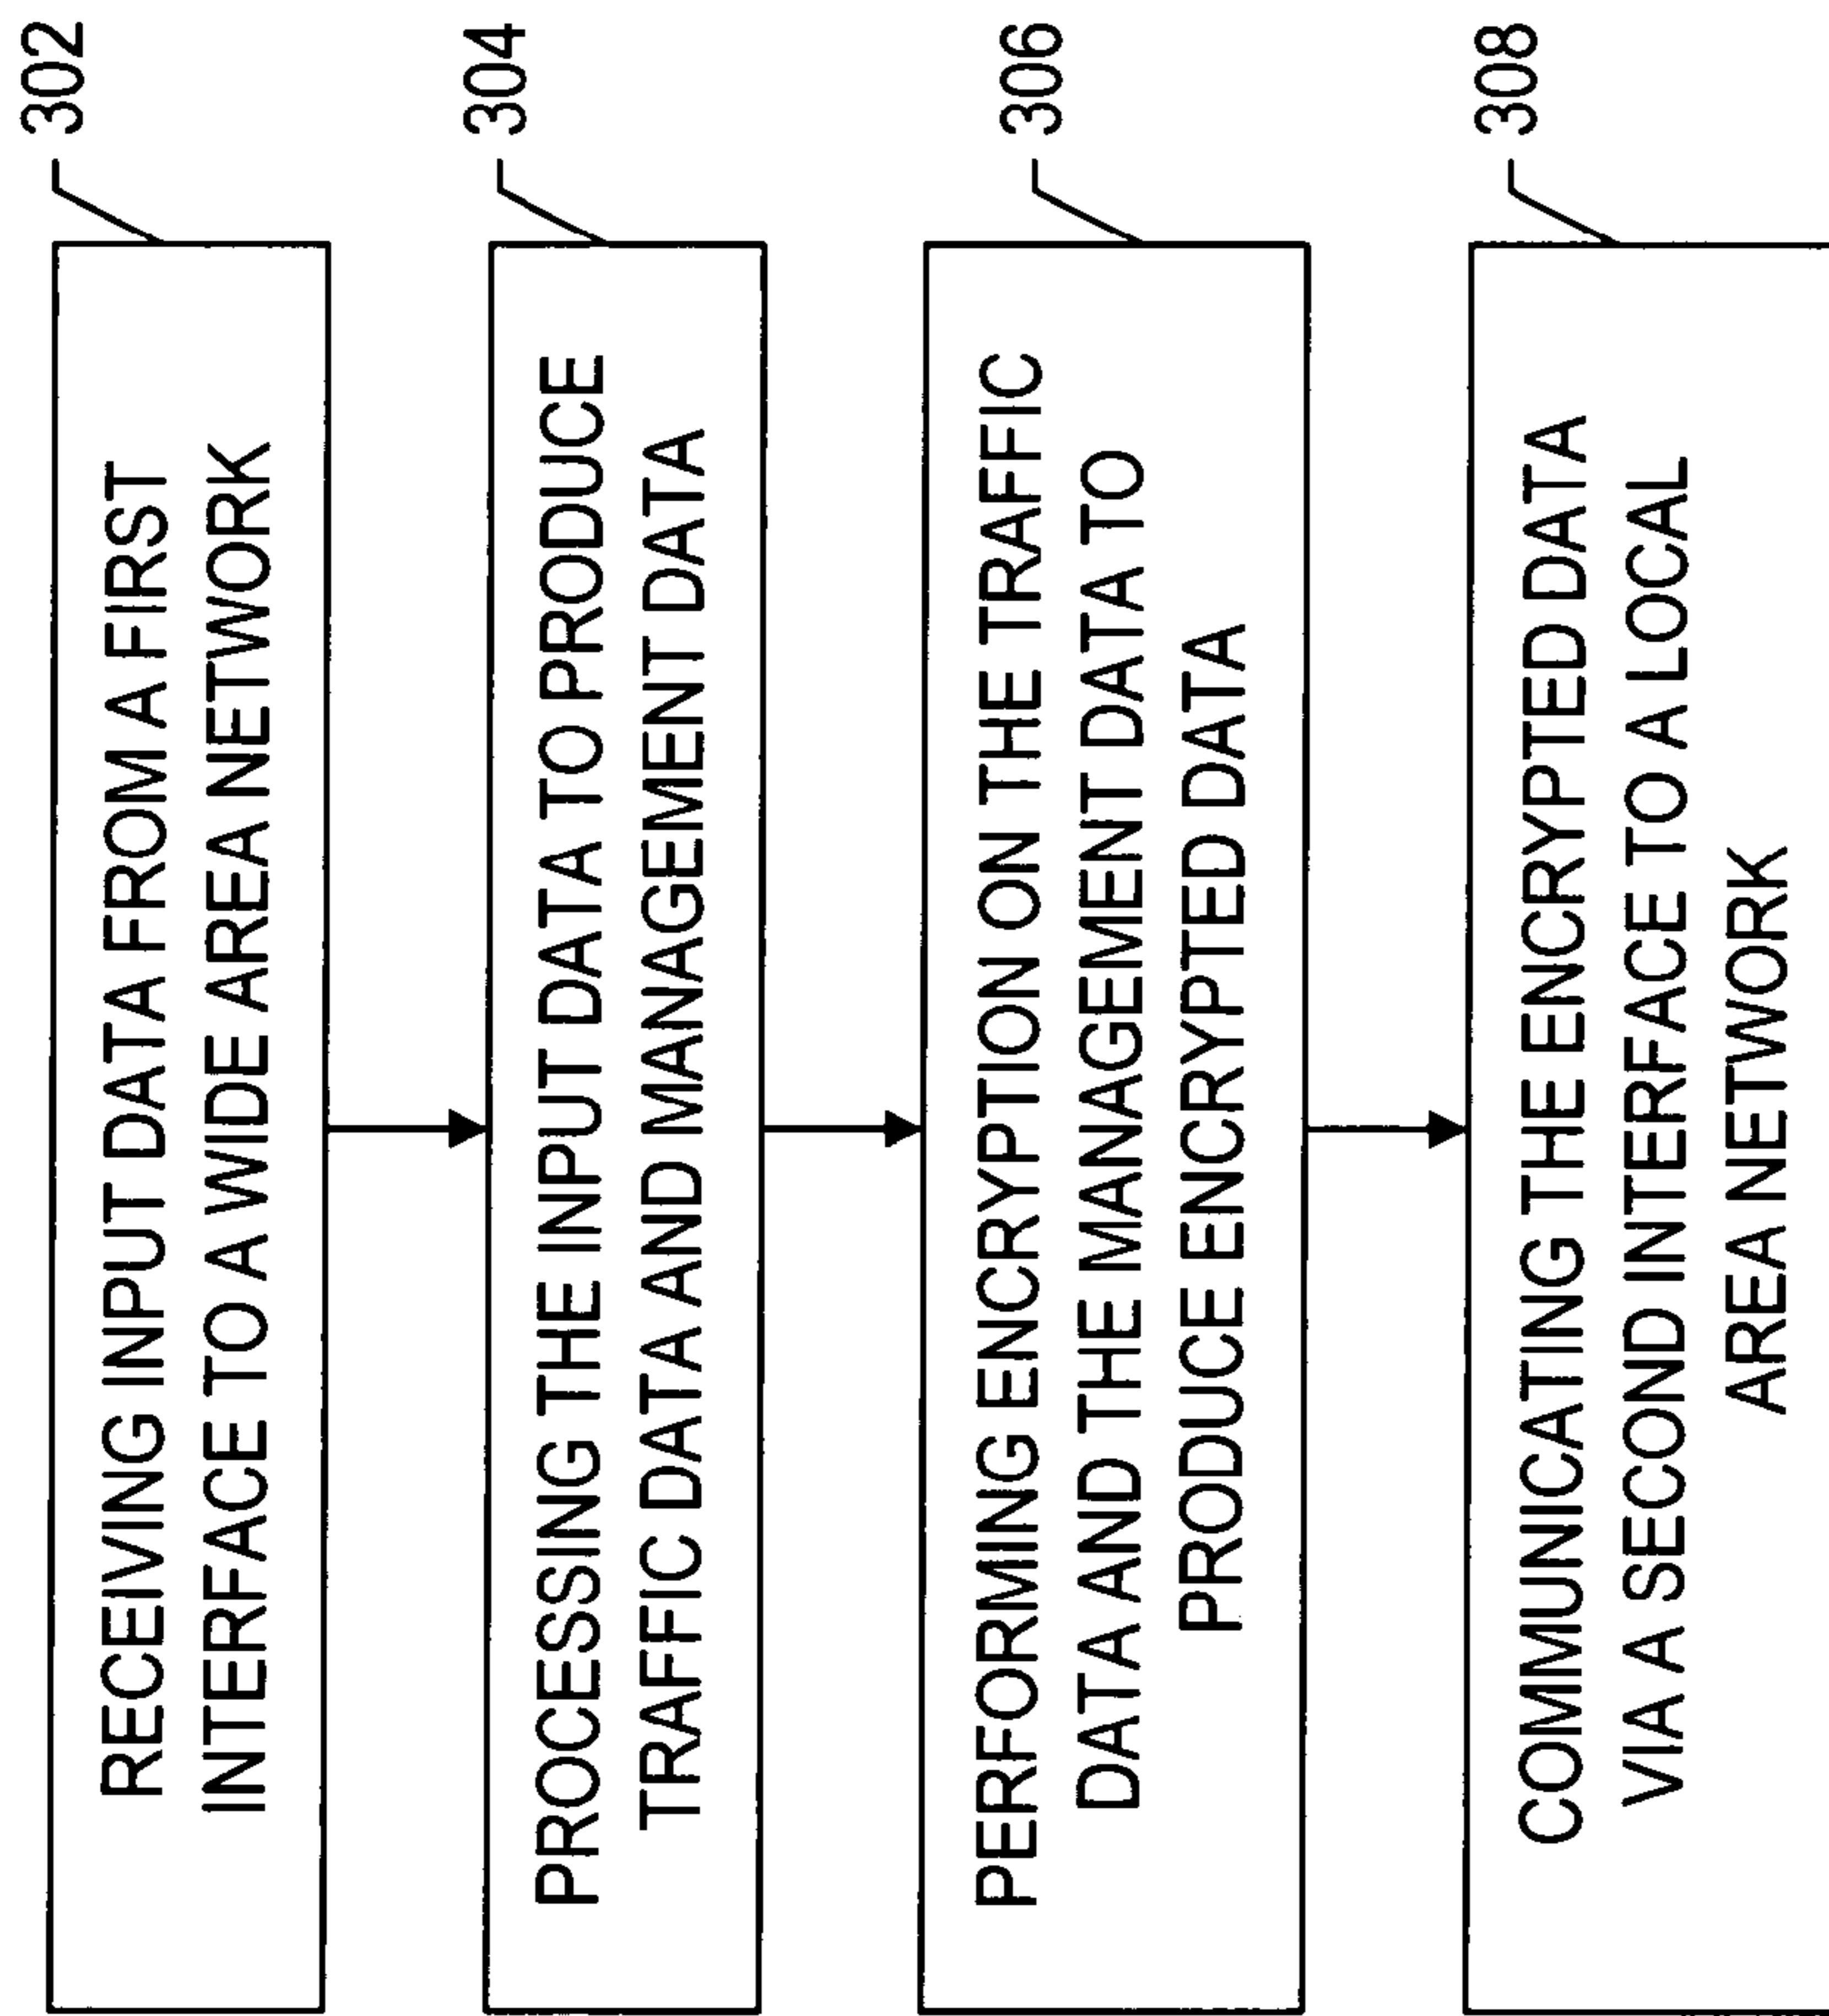 302
RECEIVING INPUT DATA FROM A FIRST
INTERFACE TO A WIDE AREA NETWORK
304
PROCESSING THE INPUT DATA TO PRODUCE
TRAFFIC DATA AND MANAGEMENT DATA
306
PERFORMING ENCRYPTION ON THE TRAFFIC
DATA AND THE MANAGEMENT DATA TO
PRODUCE ENCRYPTED DATA
308
COMMUNICATING THE ENCRYPTED DATA
VIA A SECOND INTERFACE TO A LOCAL
AREA NETWORK